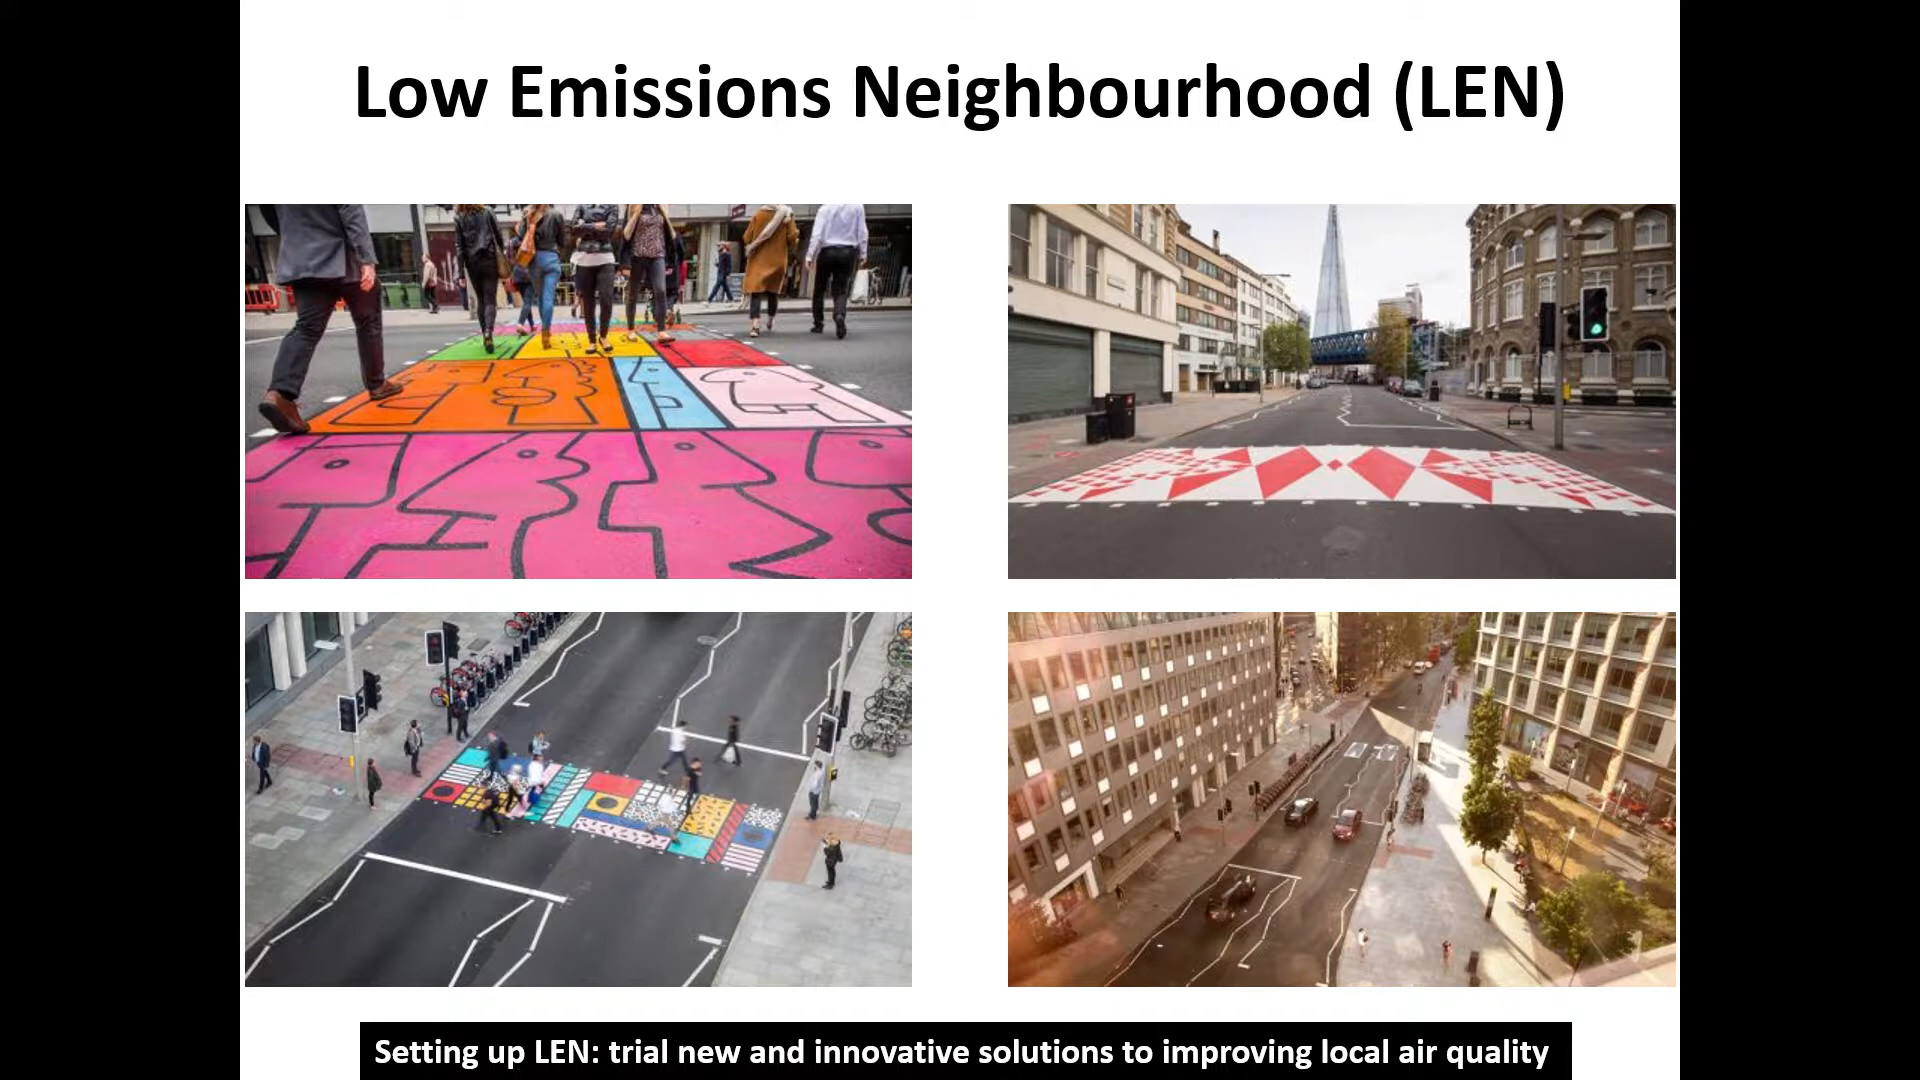 Low Emissions Neighbourhood (LEN)
Setting up LEN: trial new and innovative solutions to improving local air quality